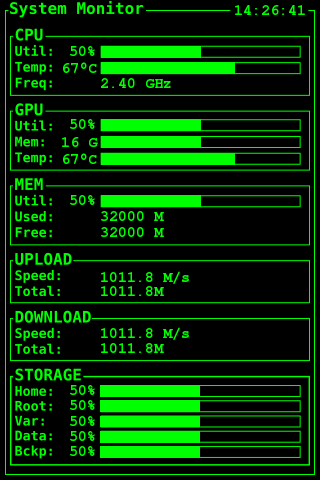 System Monitor 14:26:41
CPU
Util: 50%
Temp: 67ºC
Freq: 2.40 GHz
GPU
Util: 50%
Mem: 16 G
Temp: 67ºC
MEM
Util: 50%
Used: 32000 M
Free: 32000 M
UPLOAD
Speed: 1011.8 M/s
Total: 1011.8M
DOWNLOAD
Speed: 1011.8 M/s
Total: 1011.8M
STORAGE
Home: 50%
Root: 50%
Var: 50%
Data: 50%
Bckp: 50%